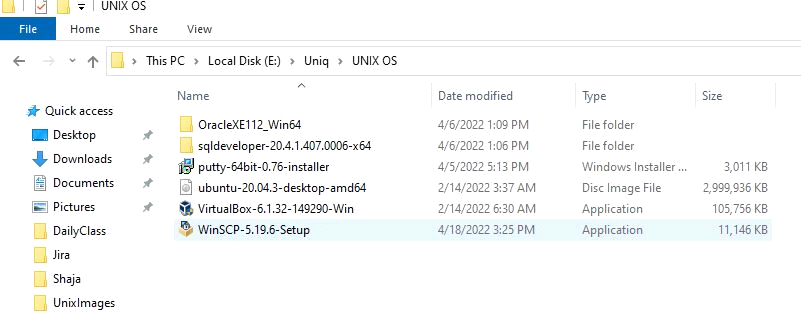 UNIX OS
File Home Share View
This PC Local Disk (E:) Uniq UNIX OS
Name Date modified Type Size
Quick access
Desktop
Downloads
Documents
Pictures
DailyClass
Jira
Shaja
UnixImages
OracleXE112_Win64 4/6/2022 1:09 PM File folder
sqldeveloper-20.4.1.407.0006-x64 4/6/2022 1:06 PM File folder
putty-64bit-0.76-installer 4/5/2022 5:13 PM Windows Installer ... 3,011 KB
ubuntu-20.04.3-desktop-amd64 2/14/2022 3:37 AM Disc Image File 2,999,936 KB
VirtualBox-6.1.32-149290-Win 2/14/2022 6:30 AM Application 105,756 KB
WinSCP-5.19.6-Setup 4/18/2022 3:25 PM Application 11,146 KB